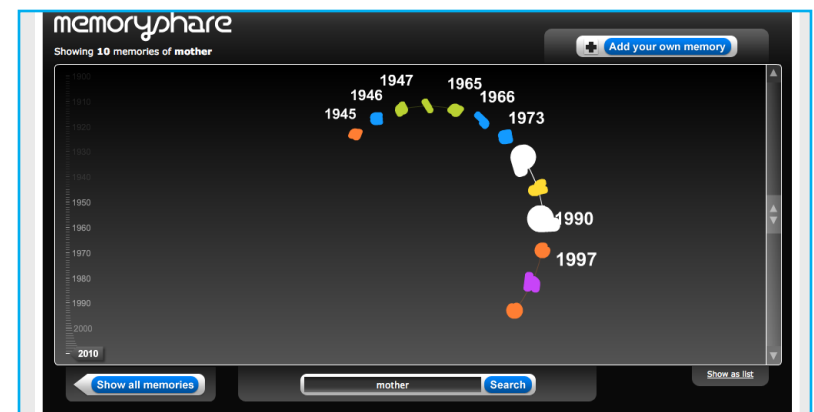 memoryshare
Showing 10 memories of mother
Add your own memory
1900
1910
1920
1930
1940
1950
1960
1970
1980
1990
2000
2010
1945
1946
1947
1965
1966
1973
1990
1997
Show all memories
mother
Search
Show as list